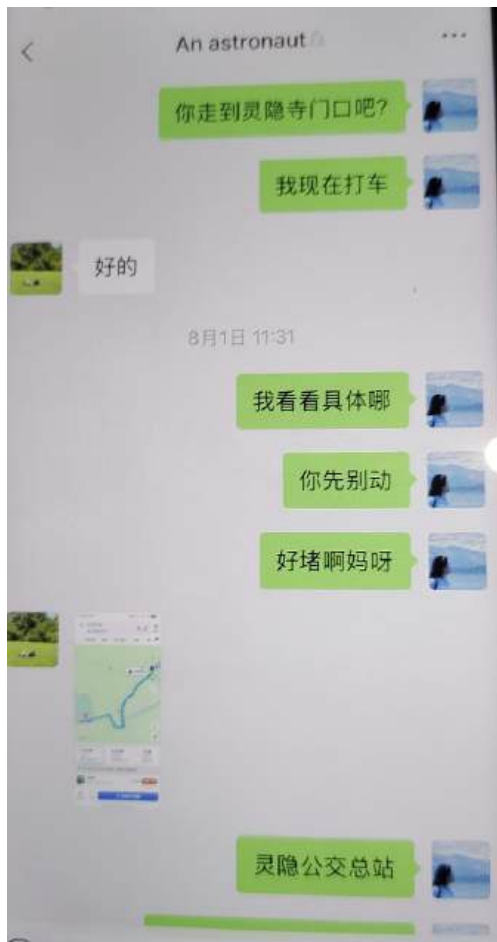 An astronaut
你走到灵隐寺门口吧?
我现在打车
好的
8月1日 11:31
我看看具体哪
你先别动
好堵啊妈呀
灵隐公交总站